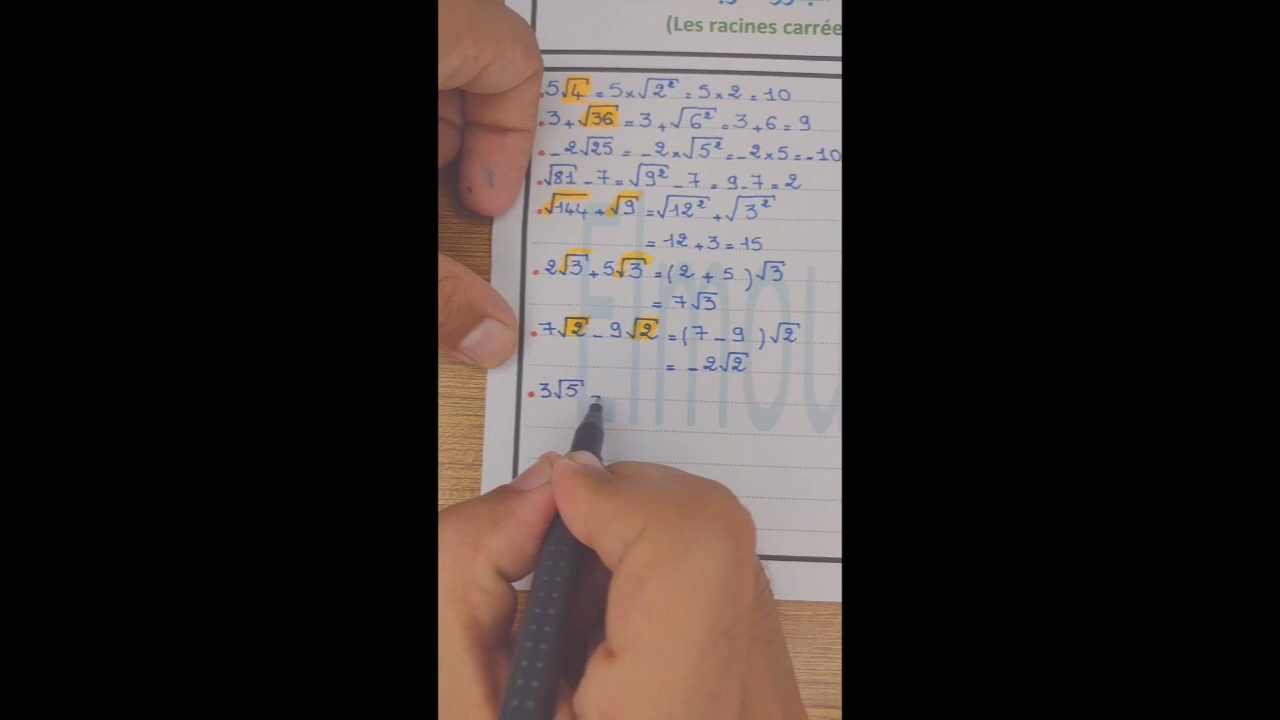 (Les racines carrée
.5√4 = 5×√2² = 5×2 = 10
.3+√36 = 3+√6² = 3+6 = 9
.-2√25 = -2×√5² = -2×5 = -10
.√81-7 = √9²-7 = 9-7 = 2
.√144+√9 = √12²+√3²
= 12+3 = 15
.2√3+5√3 = (2+5)√3
= 7√3
.7√2-9√2 = (7-9)√2
= -2√2
.3√5 -
Elmou